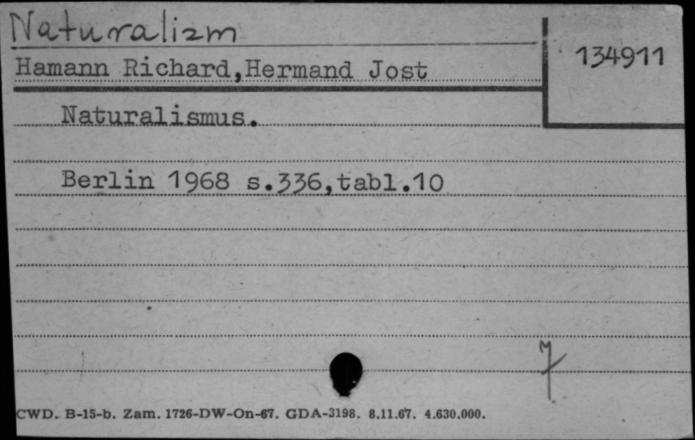 Naturalizm
134911
Hamann Richard,Hermand Jost
Naturalismus.
Berlin 1968 s.336,tabl.10
CWD. B-15-b. Zam. 1726-DW-On-67. GDA-3198. 8.11.67. 4.630.000.